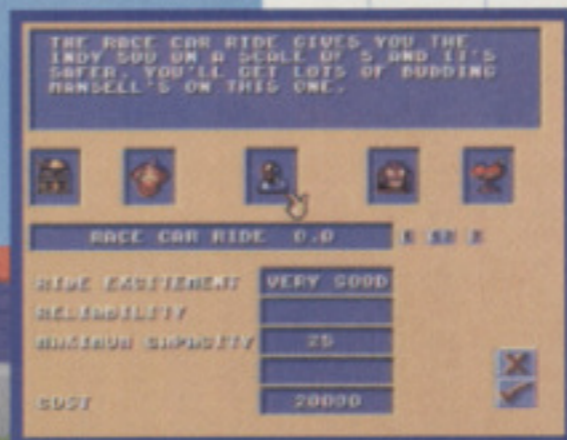 THE RACE CAR RIDE GIVES YOU THE
INDY 500 ON A SCALE OF 5 AND IT'S
SAFER. YOU'LL GET LOTS OF BUDDING
MANSELL'S ON THIS ONE.
RACE CAR RIDE 0.0
RIDE EXCITEMENT VERY GOOD
RELIABILITY
MAXIMUM CAPACITY 25
COST 20000